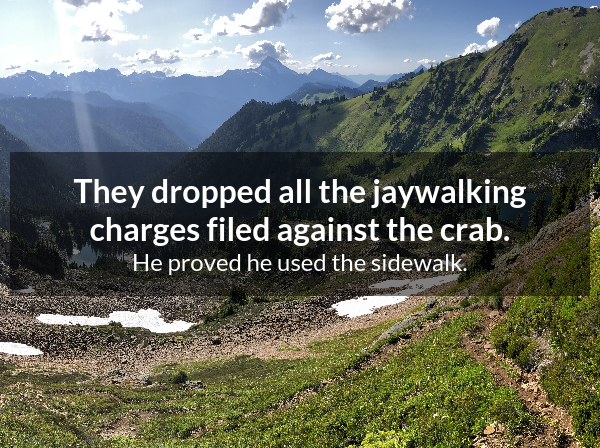 They dropped all the jaywalking
charges filed against the crab.
He proved he used the sidewalk.